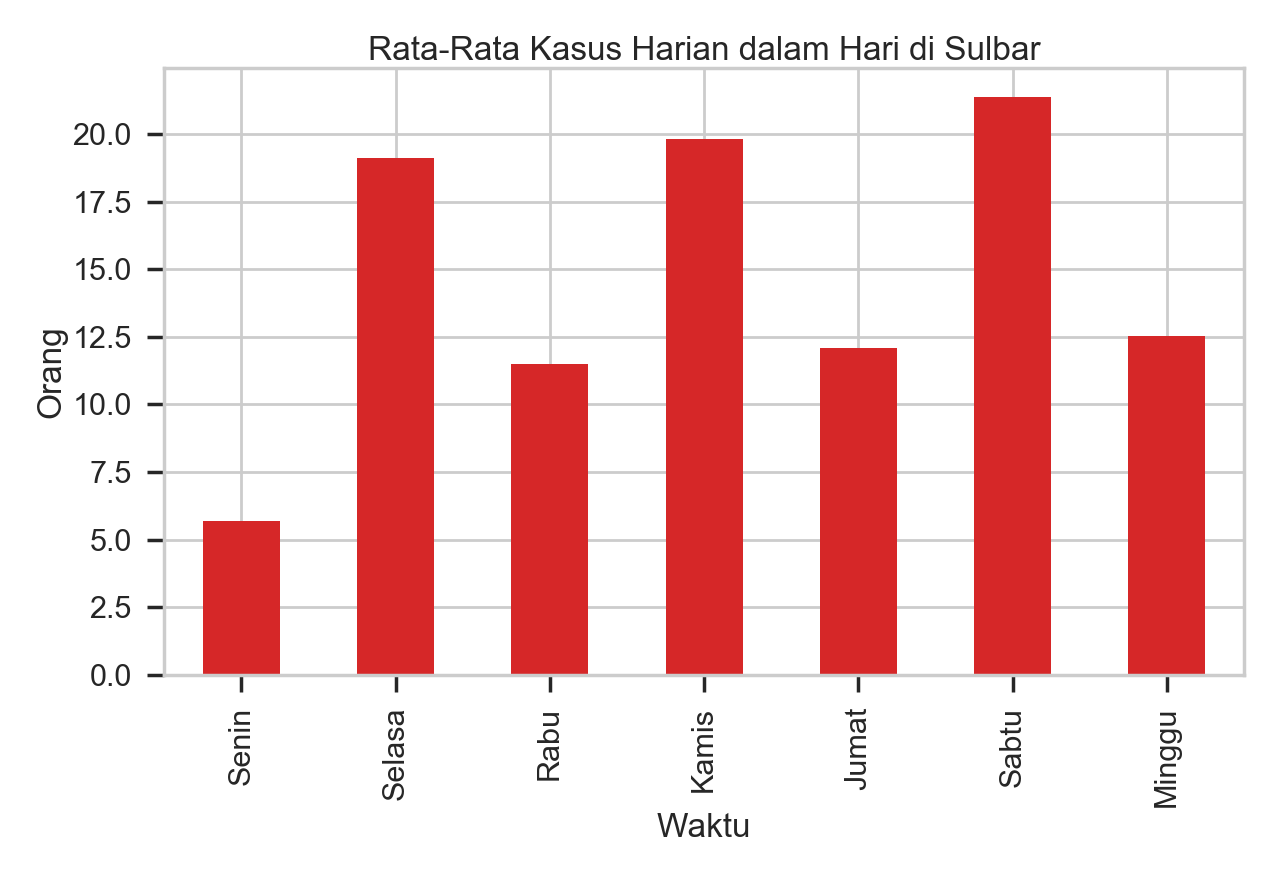 Rata-Rata Kasus Harian dalam Hari di Sulbar
20.0
17.5
15.0
12.5
10.0
7.5
5.0
2.5
0.0
Orang
Senin
Selasa
Rabu
Kamis
Jumat
Sabtu
Minggu
Waktu